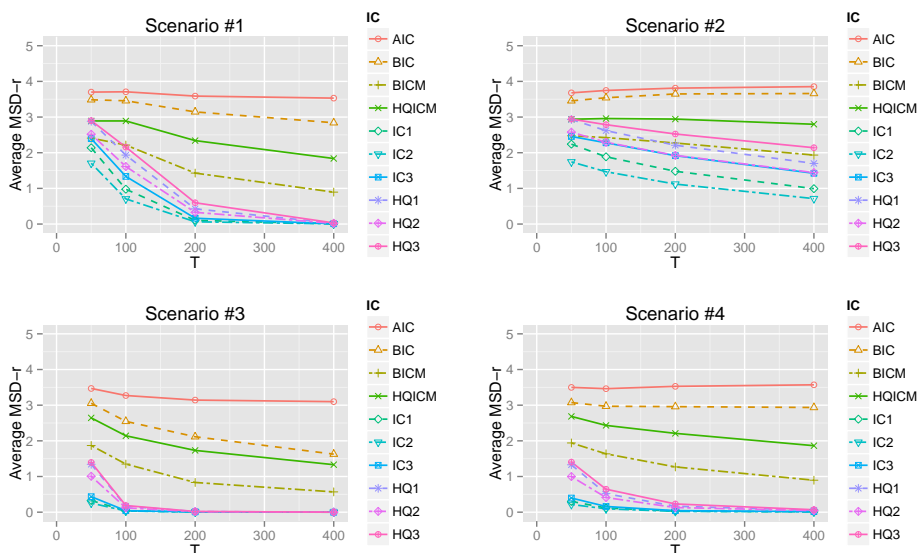 Scenario #1
Average MSD−r
5
4
3
2
1
0
0 100 200 300 400
T
IC
AIC
BIC
BICM
HQICM
IC1
IC2
IC3
HQ1
HQ2
HQ3
Scenario #2
Average MSD−r
5
4
3
2
1
0
0 100 200 300 400
T
IC
AIC
BIC
BICM
HQICM
IC1
IC2
IC3
HQ1
HQ2
HQ3
Scenario #3
Average MSD−r
5
4
3
2
1
0
0 100 200 300 400
T
IC
AIC
BIC
BICM
HQICM
IC1
IC2
IC3
HQ1
HQ2
HQ3
Scenario #4
Average MSD−r
5
4
3
2
1
0
0 100 200 300 400
T
IC
AIC
BIC
BICM
HQICM
IC1
IC2
IC3
HQ1
HQ2
HQ3